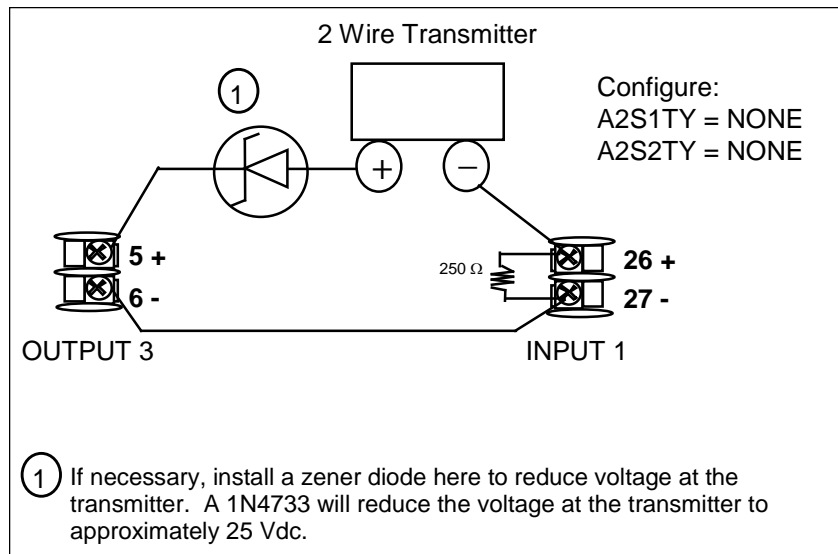 2 Wire Transmitter
1
Configure:
A2S1TY = NONE
A2S2TY = NONE
+
−
5 +
6 -
250 Ω
26 +
27 -
OUTPUT 3
INPUT 1
1 If necessary, install a zener diode here to reduce voltage at the
transmitter. A 1N4733 will reduce the voltage at the transmitter to
approximately 25 Vdc.